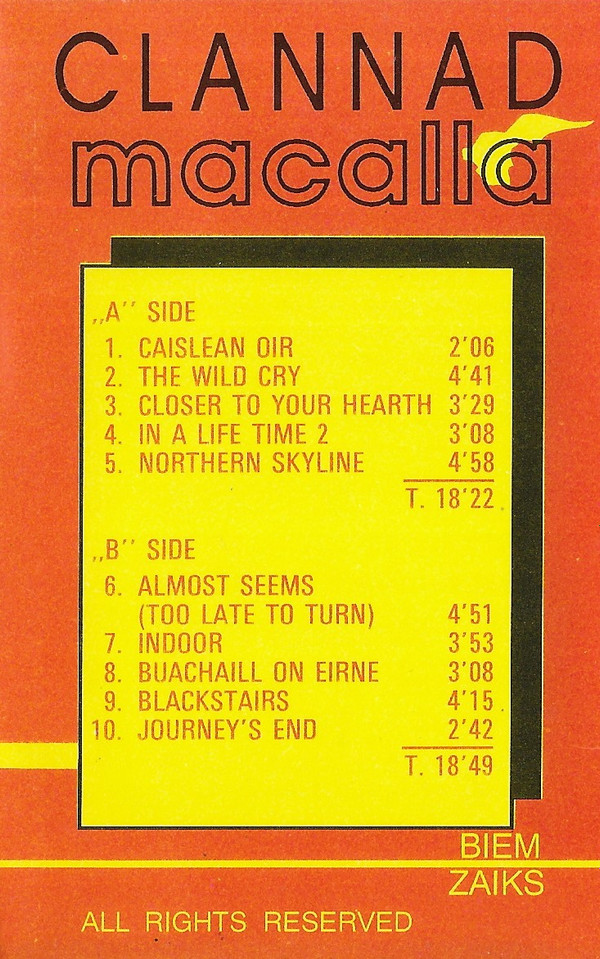 CLANNAD
macalla
„A” SIDE
1. CAISLEAN OIR 2'06
2. THE WILD CRY 4'41
3. CLOSER TO YOUR HEARTH 3'29
4. IN A LIFE TIME 2 3'08
5. NORTHERN SKYLINE 4'58
T. 18'22
„B” SIDE
6. ALMOST SEEMS
(TOO LATE TO TURN) 4'51
7. INDOOR 3'53
8. BUACHAILL ON EIRNE 3'08
9. BLACKSTAIRS 4'15
10. JOURNEY'S END 2'42
T. 18'49
BIEM
ZAIKS
ALL RIGHTS RESERVED